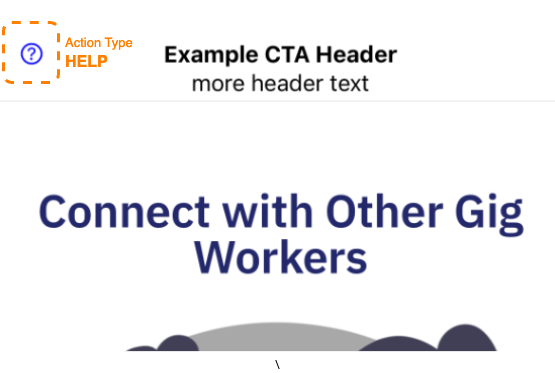 ?
Action Type
HELP
Example CTA Header
more header text
Connect with Other Gig
Workers
\